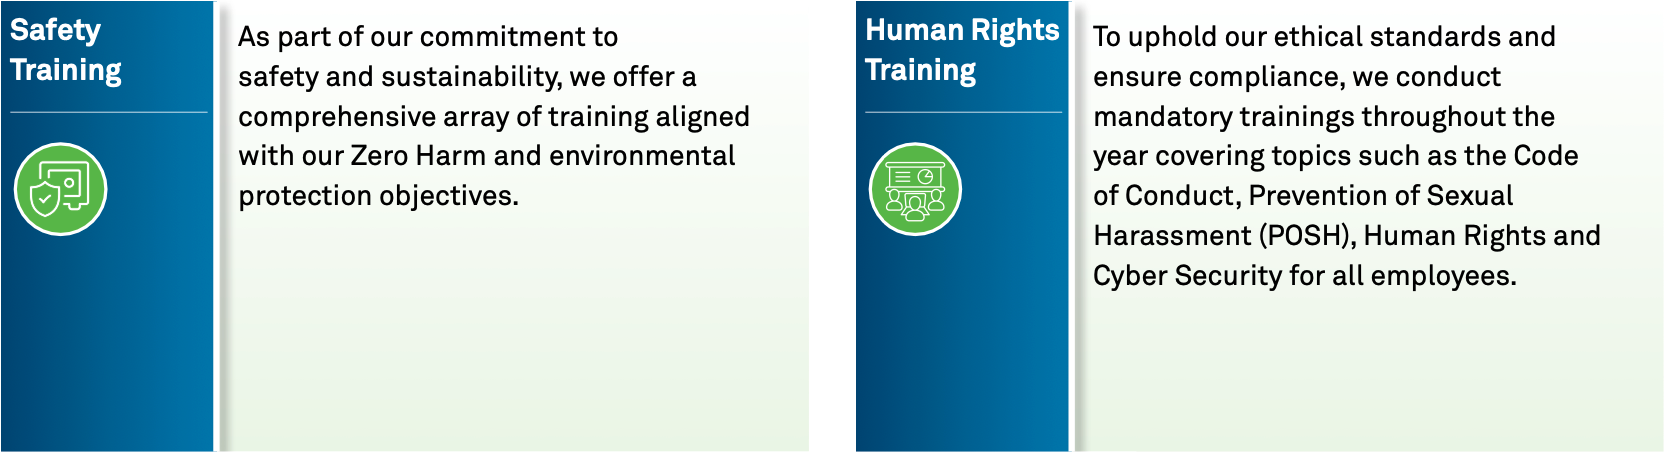 Safety
Training
As part of our commitment to
safety and sustainability, we offer a
comprehensive array of training aligned
with our Zero Harm and environmental
protection objectives.
Human Rights
Training
To uphold our ethical standards and
ensure compliance, we conduct
mandatory trainings throughout the
year covering topics such as the Code
of Conduct, Prevention of Sexual
Harassment (POSH), Human Rights and
Cyber Security for all employees.